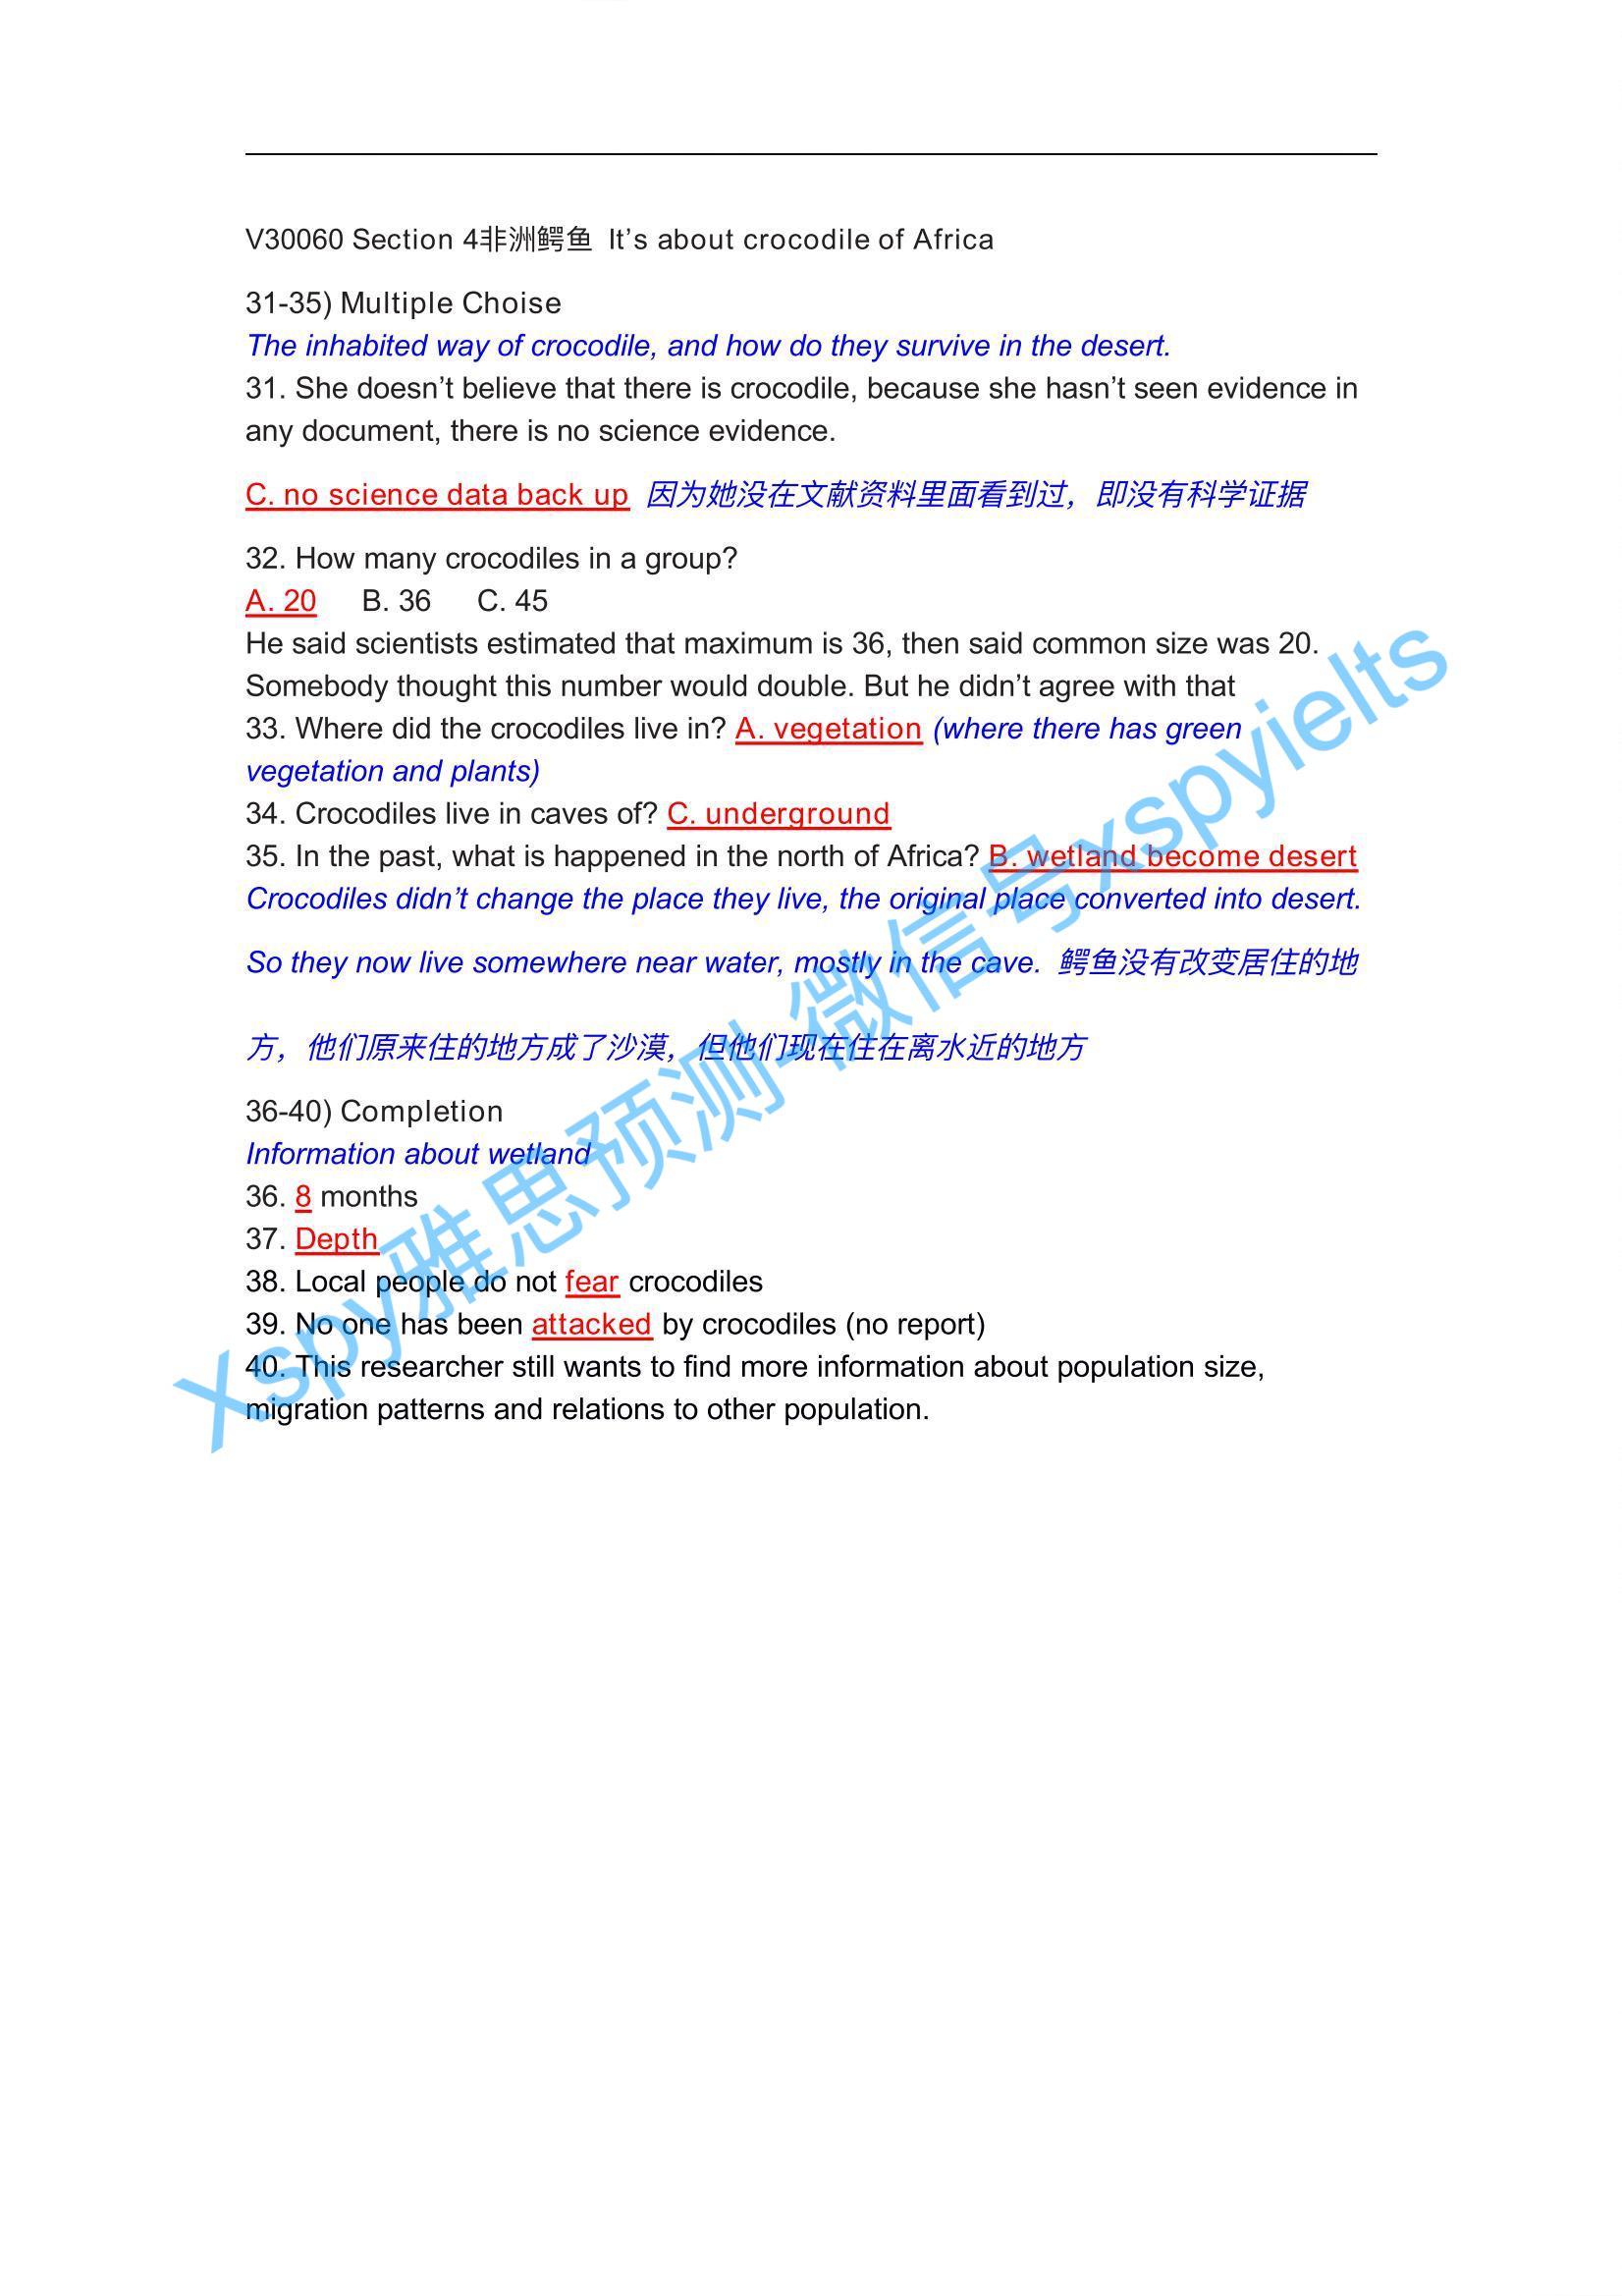 V30060 Section 4非洲鳄鱼 It’s about crocodile of Africa
31-35) Multiple Choise
The inhabited way of crocodile, and how do they survive in the desert.
31. She doesn’t believe that there is crocodile, because she hasn’t seen evidence in
any document, there is no science evidence.
C. no science data back up 因为她没在文献资料里面看到过，即没有科学证据
32. How many crocodiles in a group?
A. 20 B. 36 C. 45
He said scientists estimated that maximum is 36, then said common size was 20.
Somebody thought this number would double. But he didn’t agree with that
33. Where did the crocodiles live in? A. vegetation (where there has green
vegetation and plants)
34. Crocodiles live in caves of? C. underground
35. In the past, what is happened in the north of Africa? B. wetland become desert
Crocodiles didn’t change the place they live, the original place converted into desert.
So they now live somewhere near water, mostly in the cave. 鳄鱼没有改变居住的地
方，他们原来住的地方成了沙漠，但他们现在住在离水近的地方
36-40) Completion
Information about wetland
36. 8 months
37. Depth
38. Local people do not fear crocodiles
39. No one has been attacked by crocodiles (no report)
40. This researcher still wants to find more information about population size,
migration patterns and relations to other population.
Xspy雅思预测-微信号xspyielts